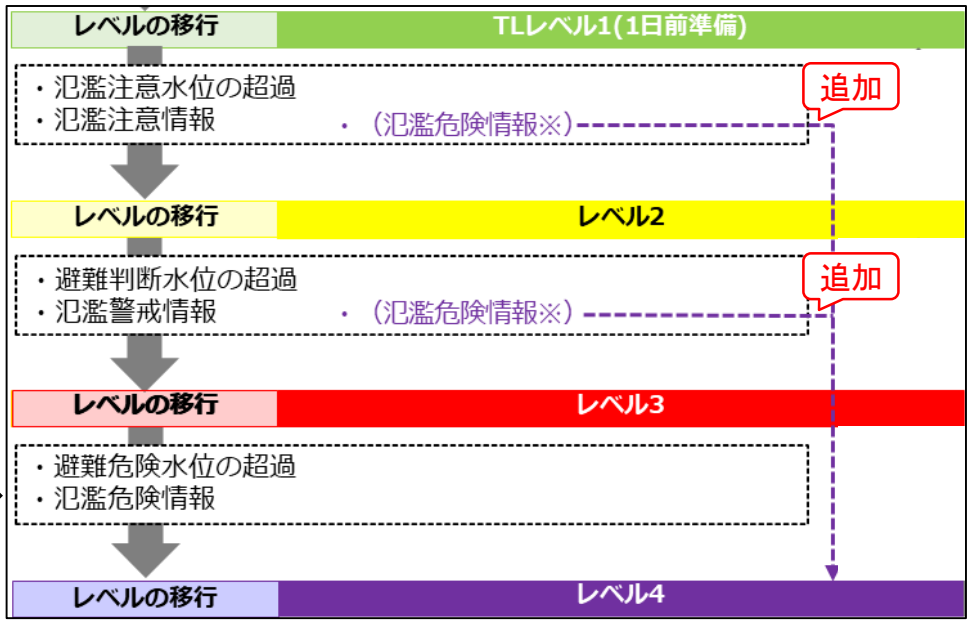 レベルの移行 TLレベル1(1日前準備)
・氾濫注意水位の超過
追加
・氾濫注意情報 ・（氾濫危険情報※）
レベルの移行 レベル2
・避難判断水位の超過
追加
・氾濫警戒情報 ・（氾濫危険情報※）
レベルの移行 レベル3
・避難危険水位の超過
・氾濫危険情報
レベルの移行 レベル4